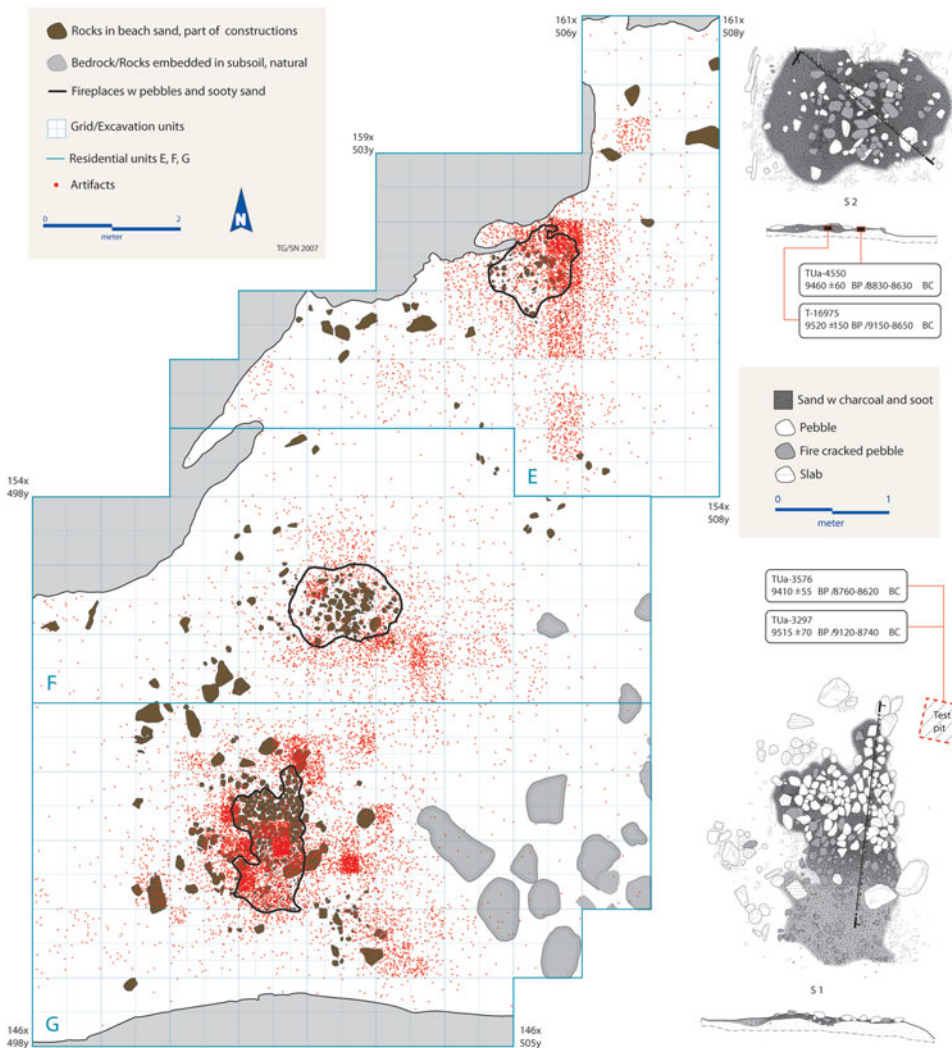 Rocks in beach sand, part of constructions
Bedrock/Rocks embedded in subsoil, natural
Fireplaces w pebbles and sooty sand
Grid/Excavation units
Residential units E, F, G
Artifacts
0 2
meter
N
TG/SN 2007
161x
506y
161x
508y
159x
503y
154x
498y
E
154x
508y
F
G
146x
498y
146x
505y
S 2
TUa-4550
9460 ±60 BP /8830-8630 BC
T-16975
9520 ±150 BP /9150-8650 BC
Sand w charcoal and soot
Pebble
Fire cracked pebble
Slab
0 1
meter
TUa-3576
9410 ±55 BP /8760-8620 BC
TUa-3297
9515 ±70 BP /9120-8740 BC
Test
pit
S 1